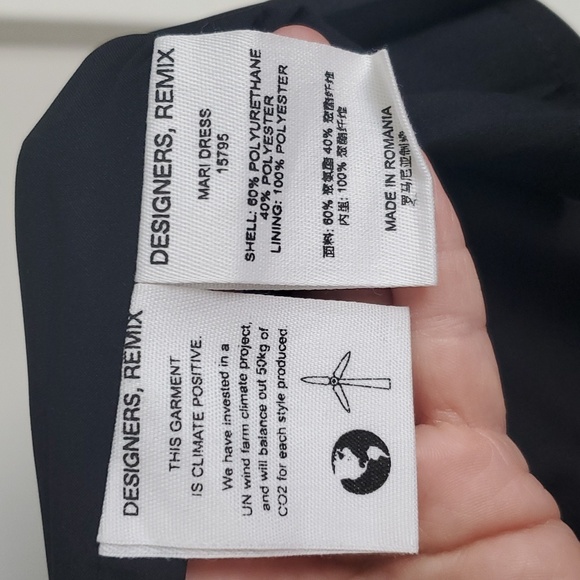 DESIGNERS, REMIX
MARI DRESS
15795
SHELL: 60% POLYURETHANE
40% POLYESTER
LINING: 100% POLYESTER
面料: 60% 聚氨酯 40% 聚酯纤维
内里: 100% 聚酯纤维
MADE IN ROMANIA
罗马尼亚制造
DESIGNERS, REMIX
THIS GARMENT
IS CLIMATE POSITIVE.
We have invested in a
UN wind farm climate project,
and will balance out 50kg of
CO2 for each style produced.